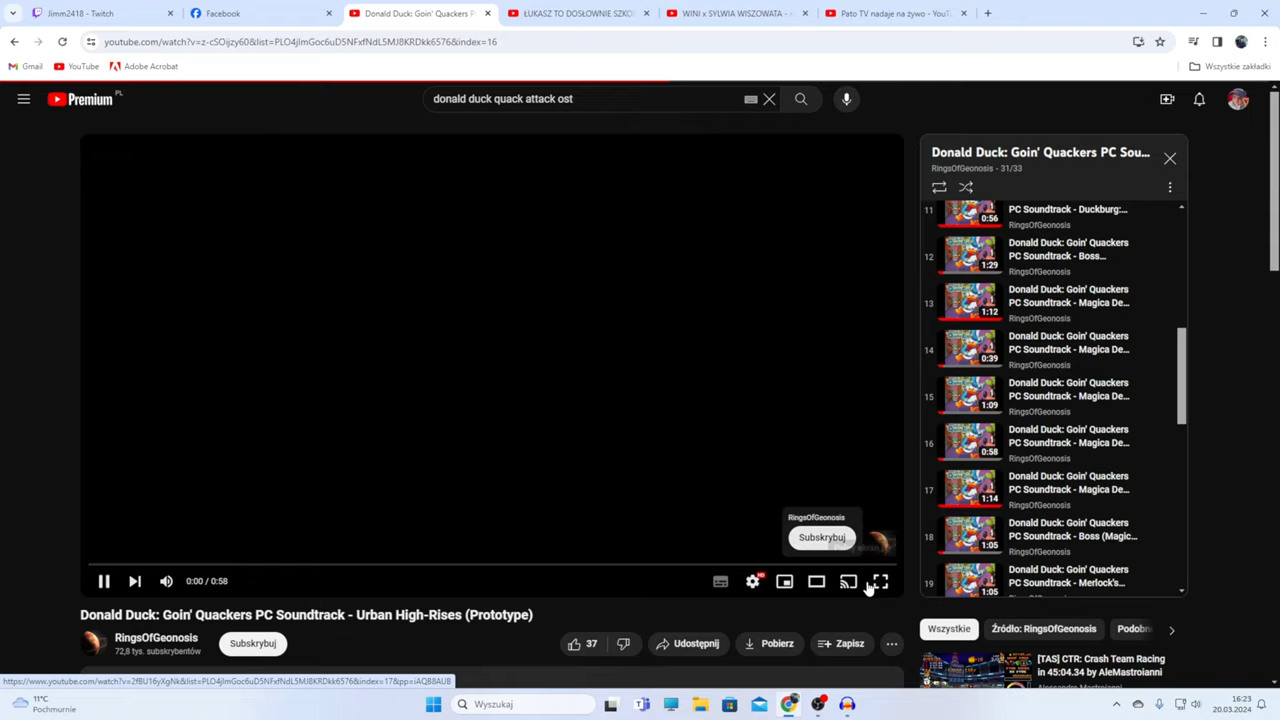 Jimm2418 - Twitch
Facebook
Donald Duck: Goin' Quackers P
ŁUKASZ TO DOSŁOWNIE SZKO
WINI x SYLWIA WISZOWATA -
Pato TV nadaje na żywo - YouT
youtube.com/watch?v=z-cSOijzy60&list=PLO4jlmGoc6uD5NFxfNdL5MJ8KRDkk6576&index=16
Gmail
YouTube
Adobe Acrobat
Wszystkie zakładki
Premium PL
donald duck quack attack ost
Donald Duck: Goin' Quackers PC Sou...
RingsOfGeonosis - 31/33
11
0:56
PC Soundtrack - Duckburg:...
RingsOfGeonosis
12
1:29
Donald Duck: Goin' Quackers
PC Soundtrack - Boss...
RingsOfGeonosis
13
1:12
Donald Duck: Goin' Quackers
PC Soundtrack - Magica De...
RingsOfGeonosis
14
0:39
Donald Duck: Goin' Quackers
PC Soundtrack - Magica De...
RingsOfGeonosis
15
1:09
Donald Duck: Goin' Quackers
PC Soundtrack - Magica De...
RingsOfGeonosis
16
0:58
Donald Duck: Goin' Quackers
PC Soundtrack - Magica De...
RingsOfGeonosis
17
1:14
Donald Duck: Goin' Quackers
PC Soundtrack - Magica De...
RingsOfGeonosis
18
1:05
Donald Duck: Goin' Quackers
PC Soundtrack - Boss (Magic...
RingsOfGeonosis
19
1:05
Donald Duck: Goin' Quackers
PC Soundtrack - Merlock's...
RingsOfGeonosis
Subskrybuj
0:00 / 0:58
HD
Donald Duck: Goin' Quackers PC Soundtrack - Urban High-Rises (Prototype)
RingsOfGeonosis
72,8 tys. subskrybentów
Subskrybuj
37
Udostępnij
Pobierz
Zapisz
Wszystkie
Źródło: RingsOfGeonosis
Podobn
[TAS] CTR: Crash Team Racing
in 45:04.34 by AleMastroianni
Alessandro Mastroianni
https://www.youtube.com/watch?v=2fBU16yXgNk&list=PLO4jlmGoc6uD5NFxfNdL5MJ8KRDkk6576&index=17&pp=iAQB8AUB
11°C
Pochmurnie
Wyszukaj
16:23
20.03.2024